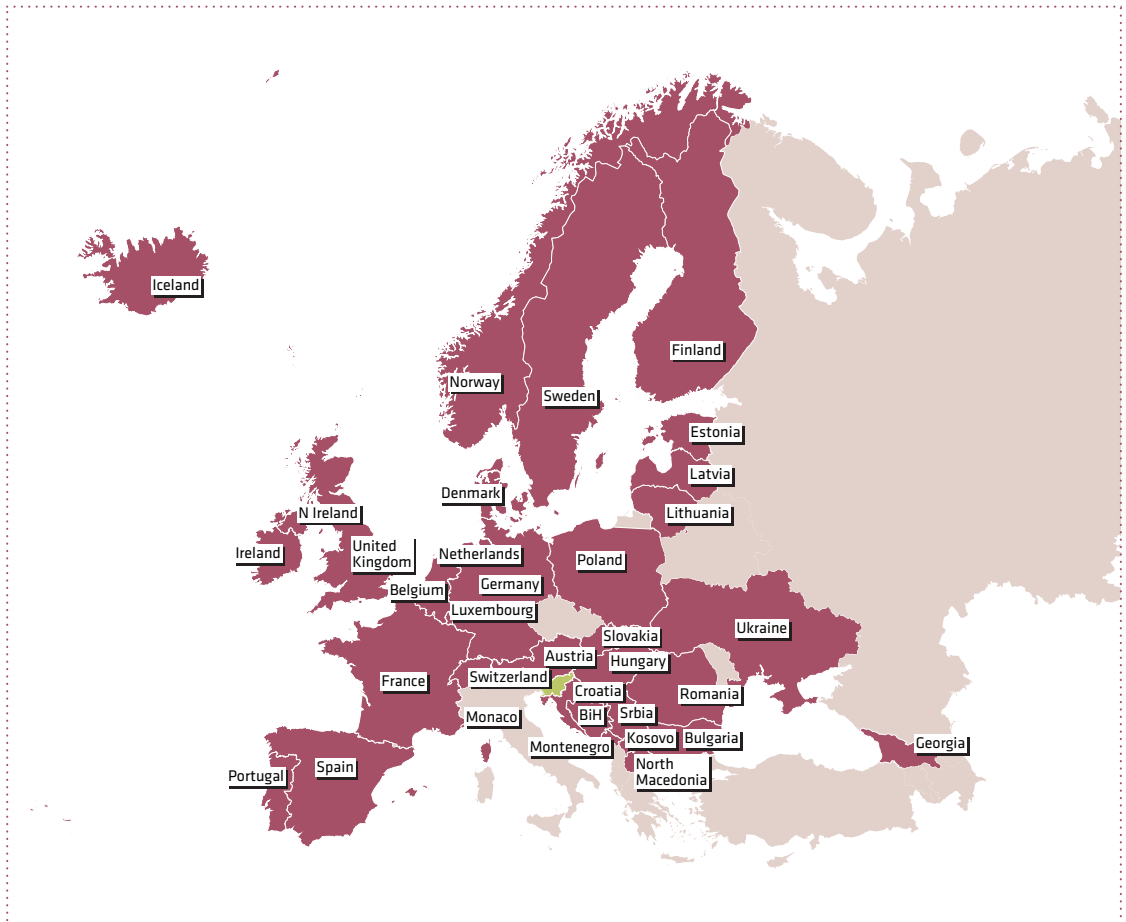 Iceland
Finland
Norway
Sweden
Estonia
Latvia
Denmark
Lithuania
N Ireland
Ireland
United
Kingdom
Netherlands
Poland
Germany
Belgium
Luxembourg
Ukraine
Slovakia
Austria
Hungary
Switzerland
France
Croatia
Romania
Monaco
BiH
Srbia
Kosovo
Bulgaria
Montenegro
Georgia
North
Macedonia
Spain
Portugal